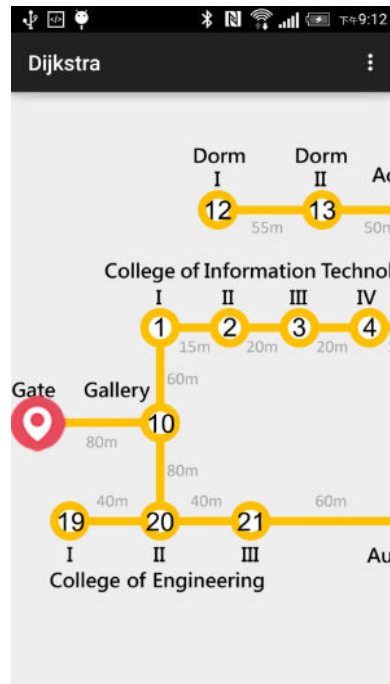 下午9:12
Dijkstra
Dorm Dorm
I II Ac
12 13
55m 50m
College of Information Technol
I II III IV
1 2 3 4
15m 20m 20m
60m
Gate Gallery
10
80m
80m
40m 40m 60m
19 20 21
I II III Au
College of Engineering